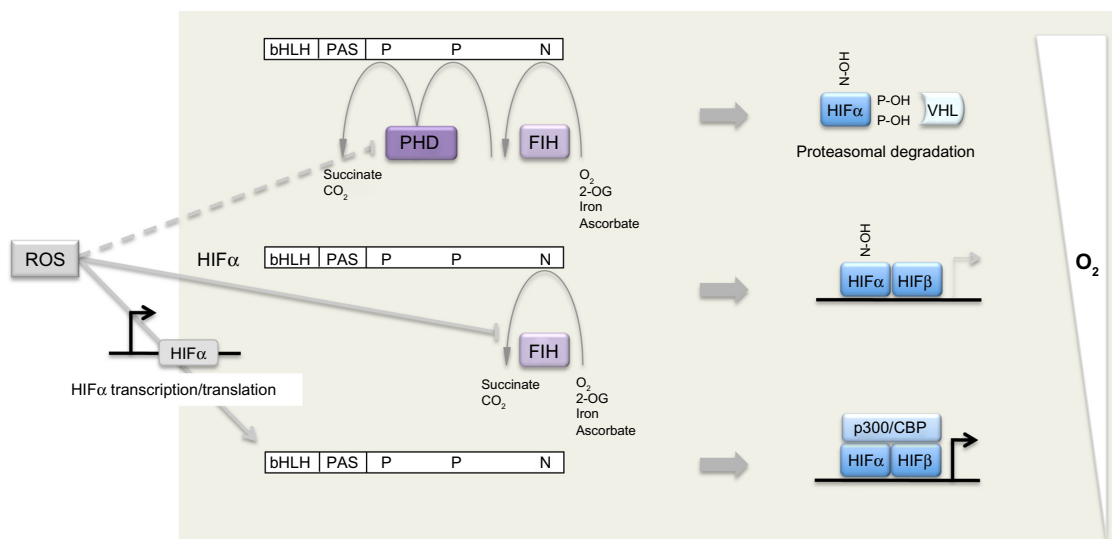 bHLH PAS P P N
N-OH
HIFα P-OH VHL
P-OH
PHD FIH
Proteasomal degradation
Succinate
CO2
O2
2-OG
Iron
Ascorbate
ROS
HIFα
bHLH PAS P P N
N-OH
HIFα HIFβ
O2
FIH
HIFα
HIFα transcription/translation
Succinate
CO2
O2
2-OG
Iron
Ascorbate
p300/CBP
bHLH PAS P P N
HIFα HIFβ